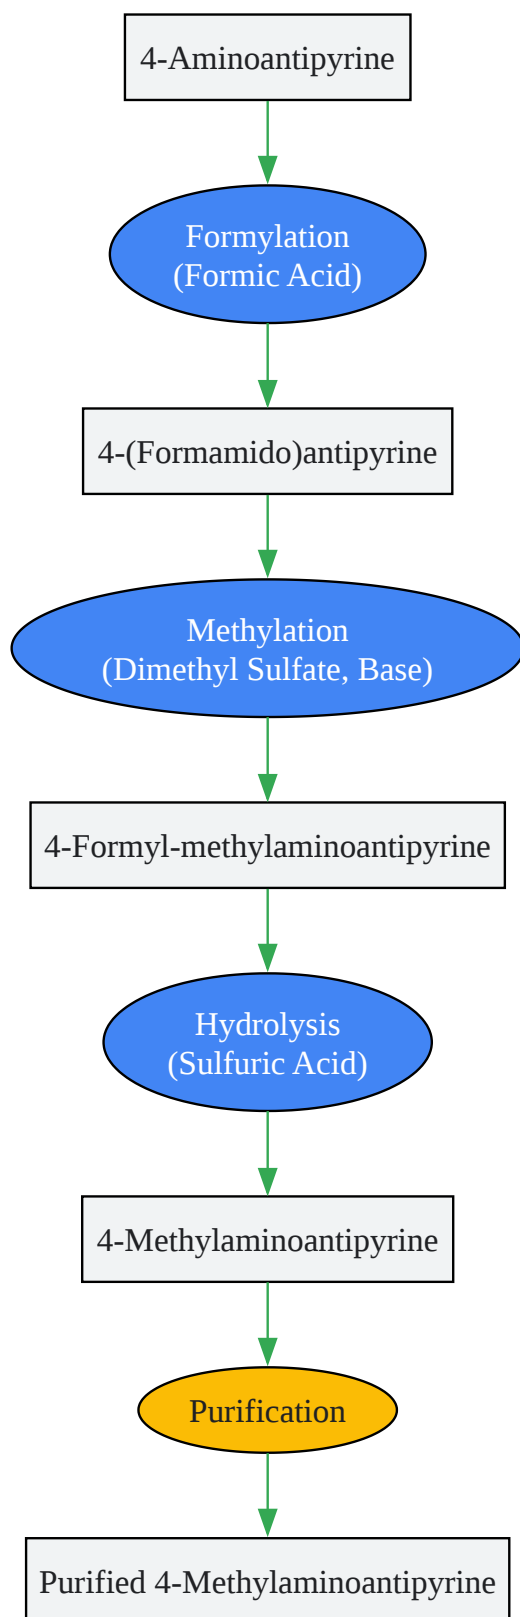 4-Aminoantipyrine
Formylation
(Formic Acid)
4-(Formamido)antipyrine
Methylation
(Dimethyl Sulfate, Base)
4-Formyl-methylaminoantipyrine
Hydrolysis
(Sulfuric Acid)
4-Methylaminoantipyrine
Purification
Purified 4-Methylaminoantipyrine